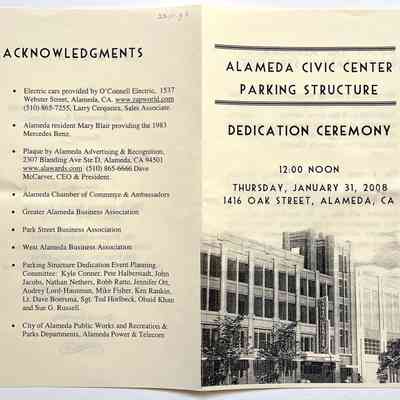 ACKNOWLEDGMENTS
• Electric cars provided by O'Connell Electric, 1537
Webster Street, Alameda, CA. www.zapworld.com
(510) 865-7255, Larry Cerqueira, Sales Associate.
• Alameda resident Mary Blair providing the 1983
Mercedes Benz.
• Plaque by Alameda Advertising & Recognition,
2307 Blanding Ave Ste D, Alameda, CA 94501
www.alawards.com (510) 865-6666 Dave
McCarver, CEO & President.
• Alameda Chamber of Commerce & Ambassadors
• Greater Alameda Business Association
• Park Street Business Association
• West Alameda Business Association
• Parking Structure Dedication Event Planning
Committee: Kyle Conner, Pete Halberstadt, John
Jacobs, Nathan Nethers, Robb Ratto, Jennifer Ott,
Audrey Lord-Hausman, Mike Fisher, Ken Rankin,
Lt. Dave Boersma, Sgt. Ted Horlbeck, Obaid Khan
and Sue G. Russell.
• City of Alameda Public Works and Recreation &
Parks Departments, Alameda Power & Telecom
ALAMEDA CIVIC CENTER
PARKING STRUCTURE
DEDICATION CEREMONY
12:00 NOON
THURSDAY, JANUARY 31, 2008
1416 OAK STREET, ALAMEDA, CA